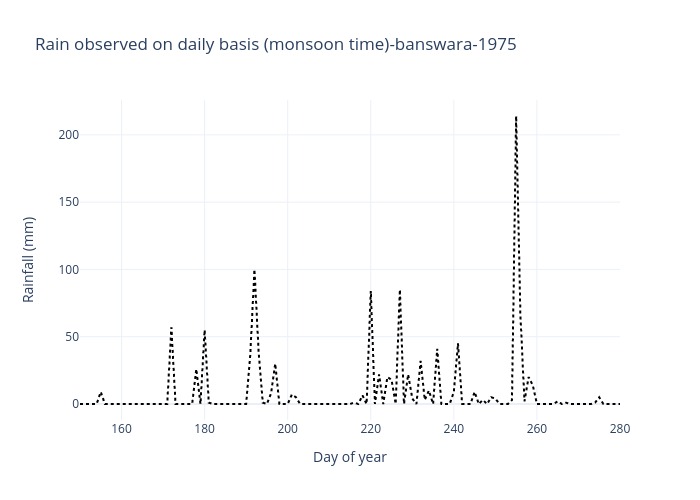 Rain observed on daily basis (monsoon time)-banswara-1975
Rainfall (mm)
200
150
100
50
0
160 180 200 220 240 260 280
Day of year